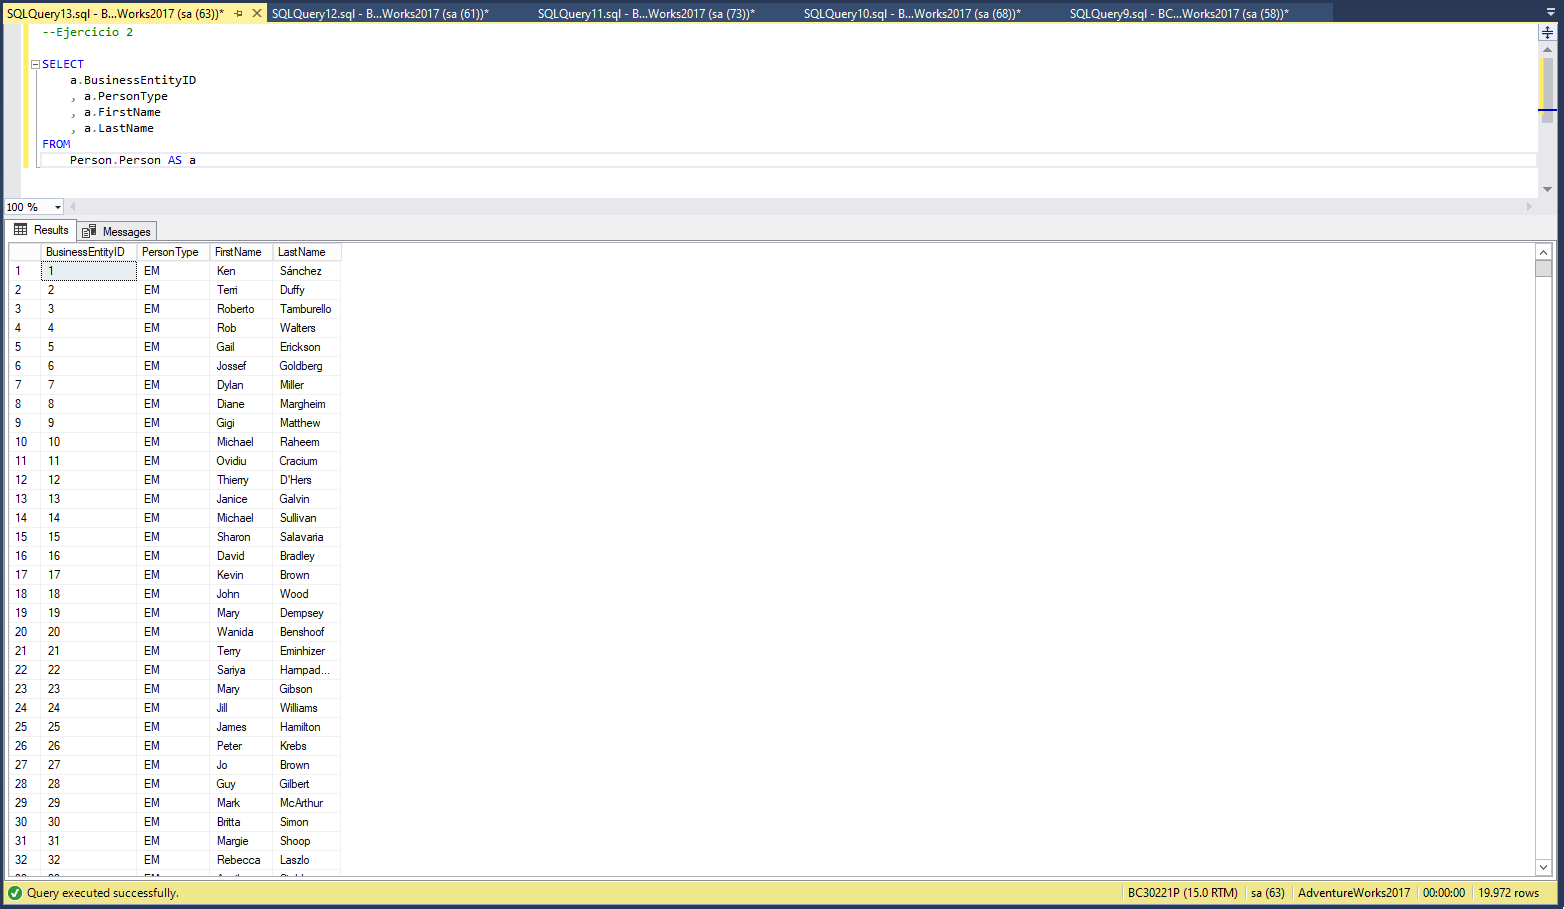 SQLQuery13.sql - B...Works2017 (sa (63))* SQLQuery12.sql - B...Works2017 (sa (61))* SQLQuery11.sql - B...Works2017 (sa (73))* SQLQuery10.sql - B...Works2017 (sa (68))* SQLQuery9.sql - BC...Works2017 (sa (58))*
--Ejercicio 2
SELECT
a.BusinessEntityID
, a.PersonType
, a.FirstName
, a.LastName
FROM
Person.Person AS a
100 %
Results Messages
BusinessEntityID PersonType FirstName LastName
1 1 EM Ken Sánchez
2 2 EM Terri Duffy
3 3 EM Roberto Tamburello
4 4 EM Rob Walters
5 5 EM Gail Erickson
6 6 EM Jossef Goldberg
7 7 EM Dylan Miller
8 8 EM Diane Margheim
9 9 EM Gigi Matthew
10 10 EM Michael Raheem
11 11 EM Ovidiu Cracium
12 12 EM Thierry D'Hers
13 13 EM Janice Galvin
14 14 EM Michael Sullivan
15 15 EM Sharon Salavaria
16 16 EM David Bradley
17 17 EM Kevin Brown
18 18 EM John Wood
19 19 EM Mary Dempsey
20 20 EM Wanida Benshoof
21 21 EM Terry Eminhizer
22 22 EM Sariya Harnpad...
23 23 EM Mary Gibson
24 24 EM Jill Williams
25 25 EM James Hamilton
26 26 EM Peter Krebs
27 27 EM Jo Brown
28 28 EM Guy Gilbert
29 29 EM Mark McArthur
30 30 EM Britta Simon
31 31 EM Margie Shoop
32 32 EM Rebecca Laszlo
Query executed successfully. BC30221P (15.0 RTM) sa (63) AdventureWorks2017 00:00:00 19.972 rows